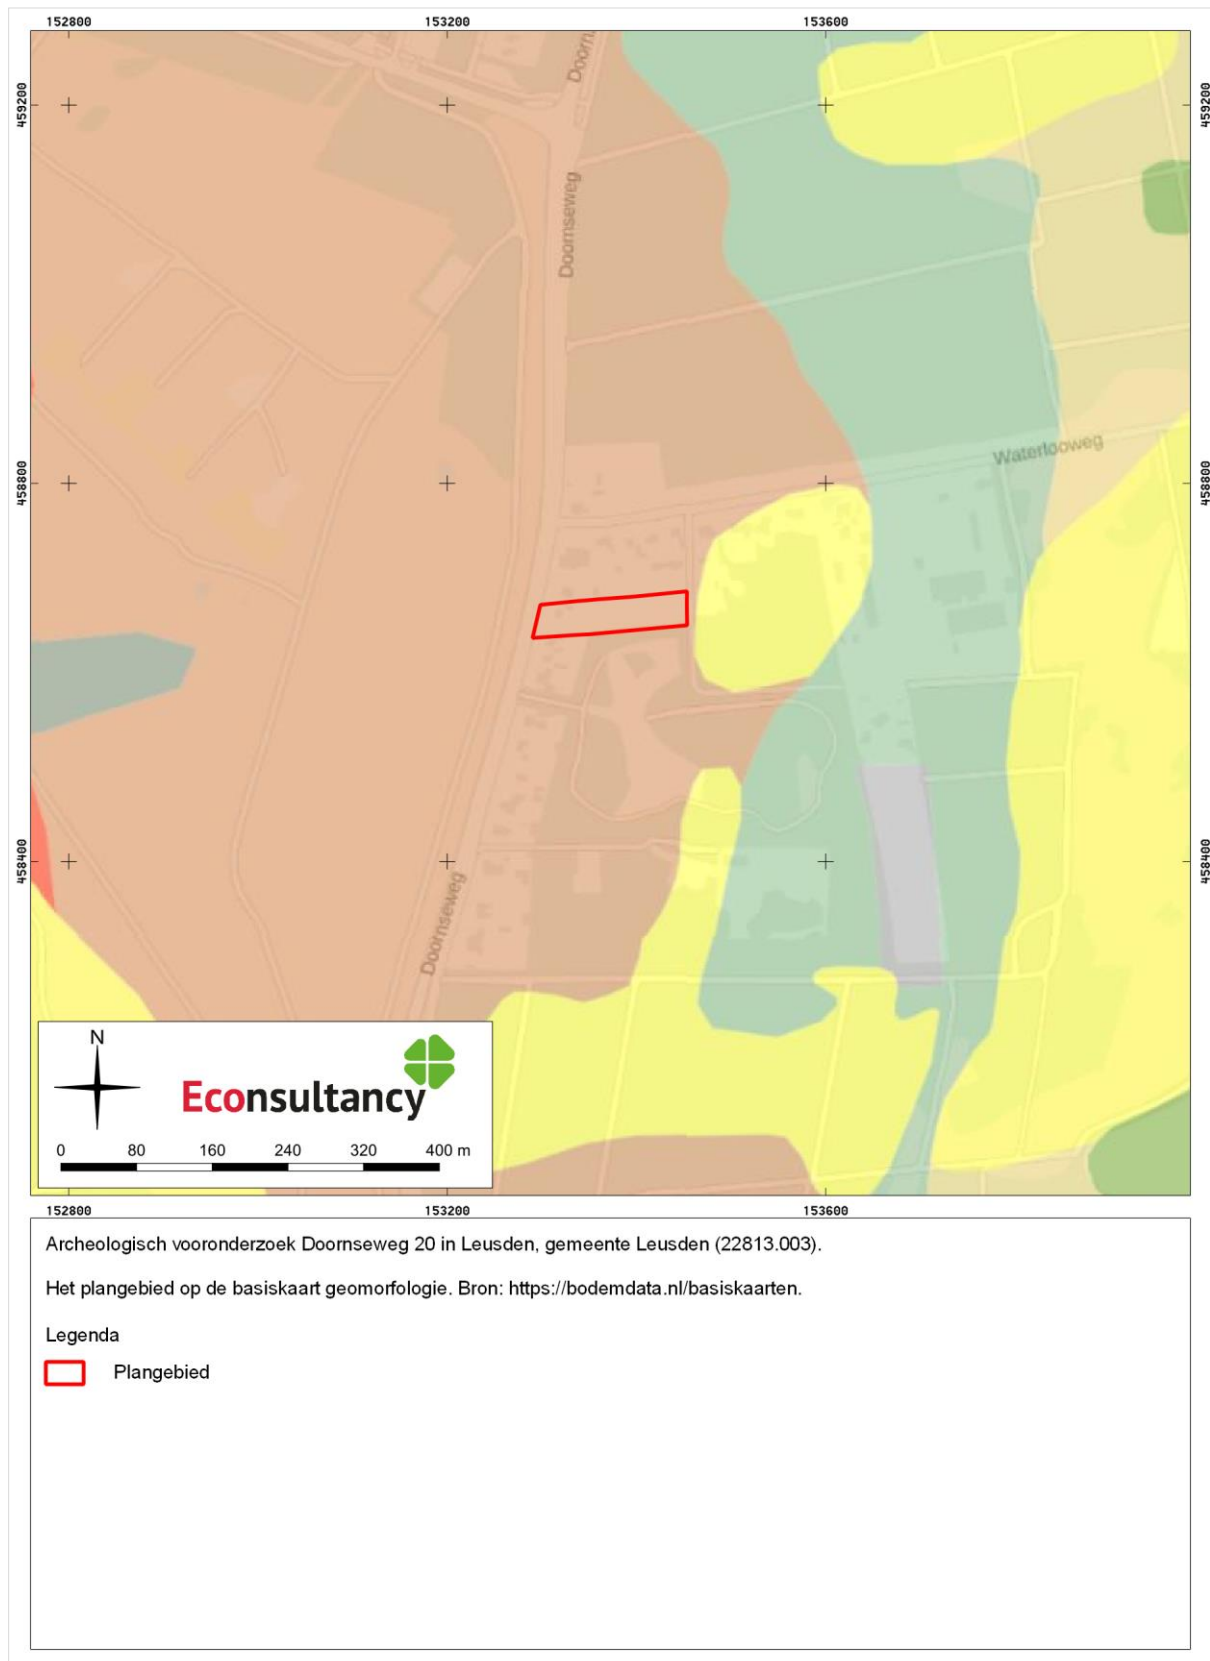 152800
153200
153600
459200
459200
Doorn
Doornseweg
Waterlooweg
458800
458800
458400
458400
Doornseweg
N
Econsultancy
0 80 160 240 320 400 m
152800
153200
153600
Archeologisch vooronderzoek Doornseweg 20 in Leusden, gemeente Leusden (22813.003).
Het plangebied op de basiskaart geomorfologie. Bron: https://bodemdata.nl/basiskaarten.
Legenda
Plangebied